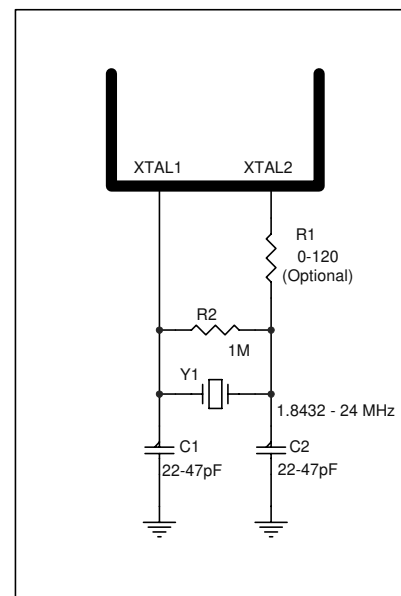 XTAL1 XTAL2
R1
0-120
(Optional)
R2
1M
Y1
1.8432 - 24 MHz
C1 C2
22-47pF 22-47pF